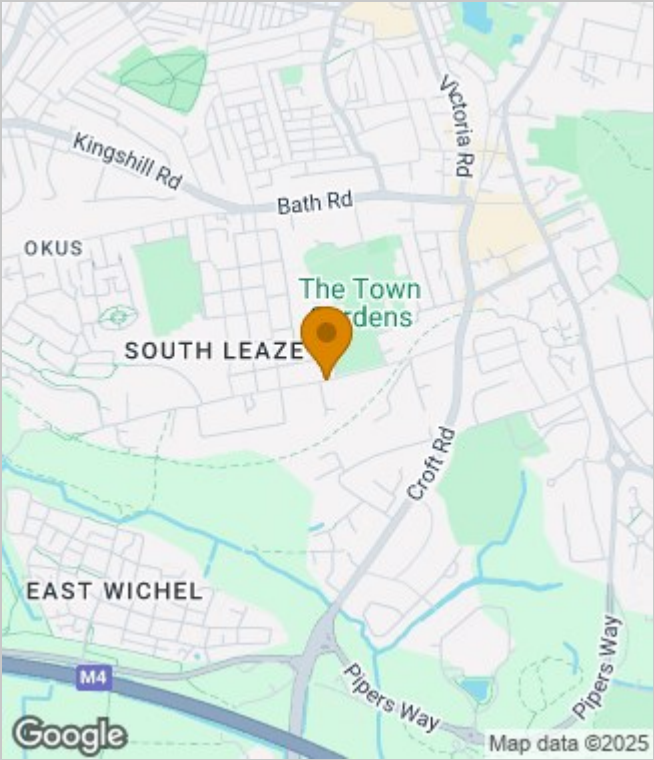 Victoria Rd
Kingshill Rd
Bath Rd
OKUS
The Town
rdens
SOUTH LEAZE
Croft Rd
EAST WICHEL
M4
Pipers Way
Pipers Way
Google
Map data ©2025